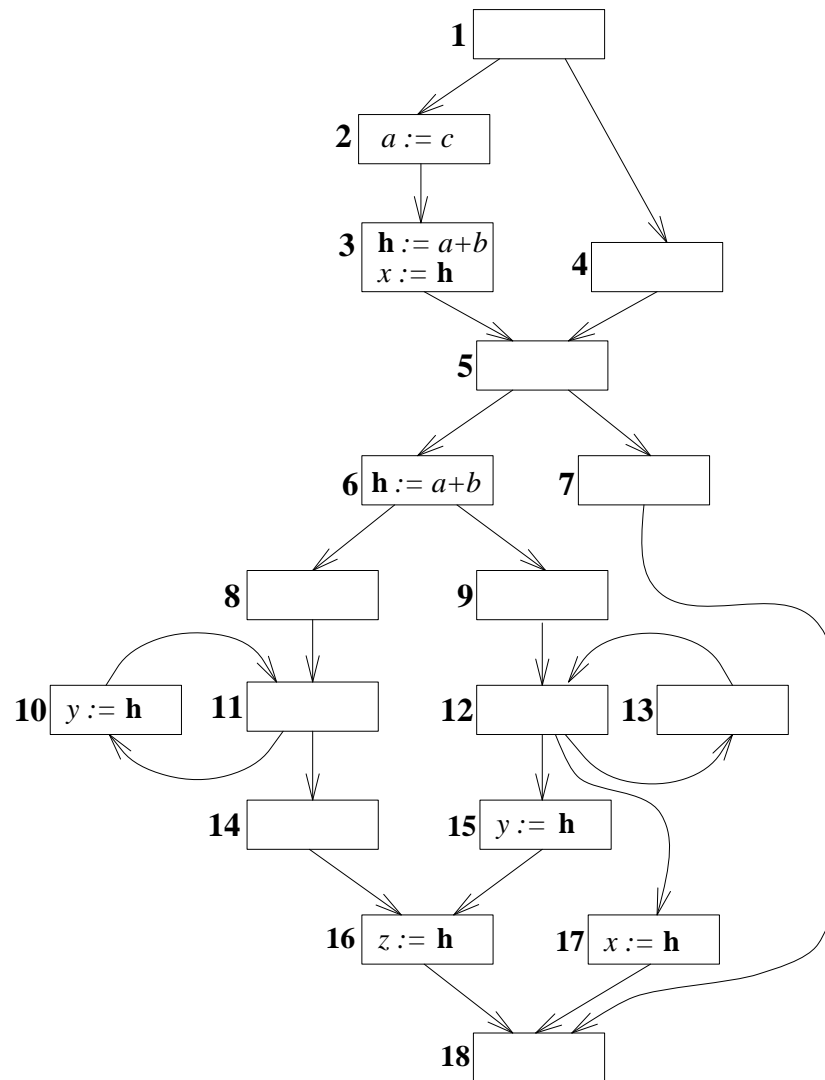 1
2 a := c
3 h := a+b
x := h
4
5
6 h := a+b
7
8
9
10 y := h
11
12
13
14
15 y := h
16 z := h
17 x := h
18